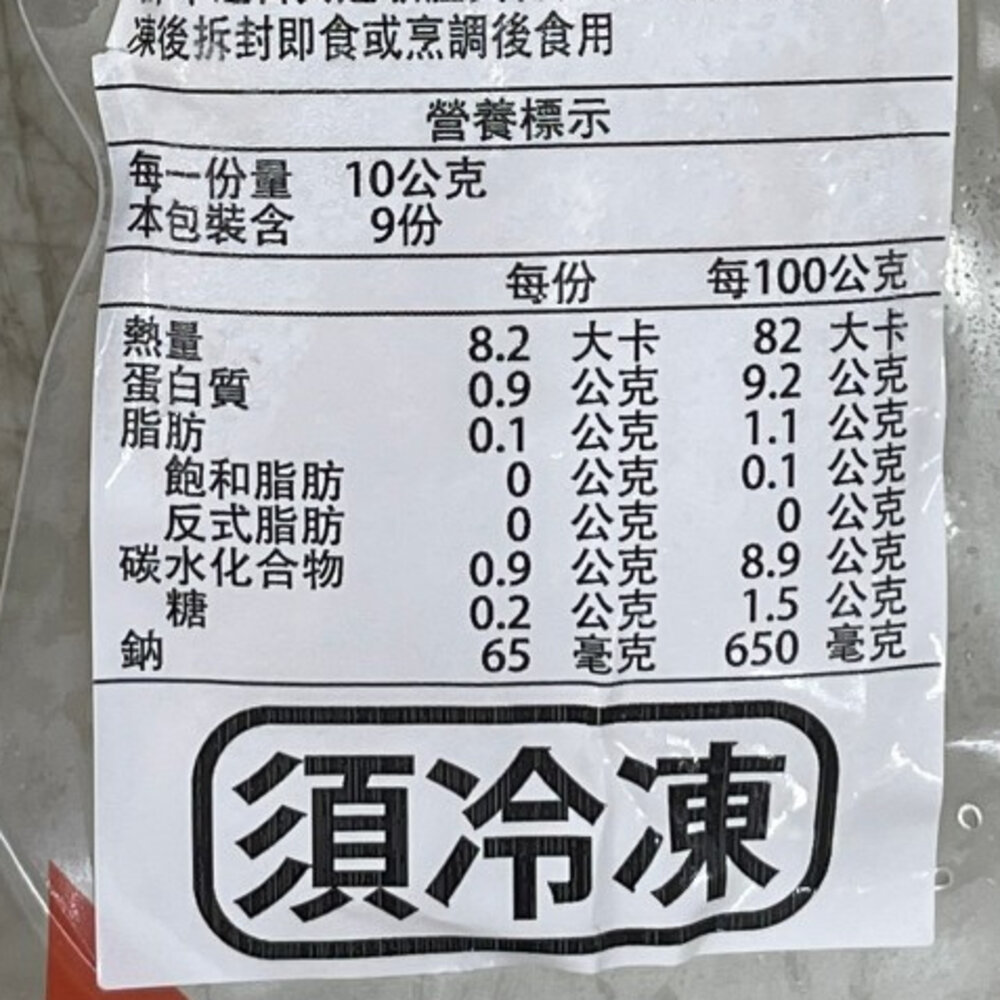 凍後拆封即食或烹調後食用
營養標示
每一份量 10公克
本包裝含 9份
每份 每100公克
熱量 8.2 大卡 82 大卡
蛋白質 0.9 公克 9.2 公克
脂肪 0.1 公克 1.1 公克
飽和脂肪 0 公克 0.1 公克
反式脂肪 0 公克 0 公克
碳水化合物 0.9 公克 8.9 公克
糖 0.2 公克 1.5 公克
鈉 65 毫克 650 毫克
須冷凍